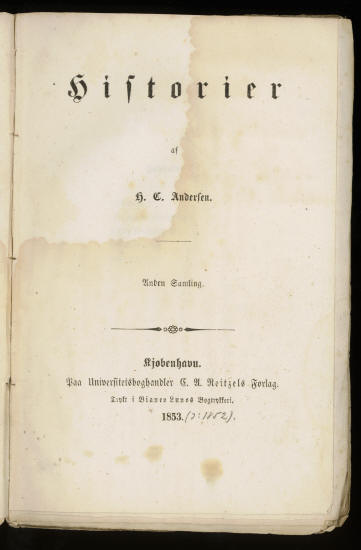 Historier
af
H. C. Andersen.
Anden Samling.
Kjøbenhavn.
Paa Universitetsboghandler C. A. Reitzels Forlag.
Trykt i Bianco Lunos Bogtrykkeri.
1853. (ɔ: 1852).